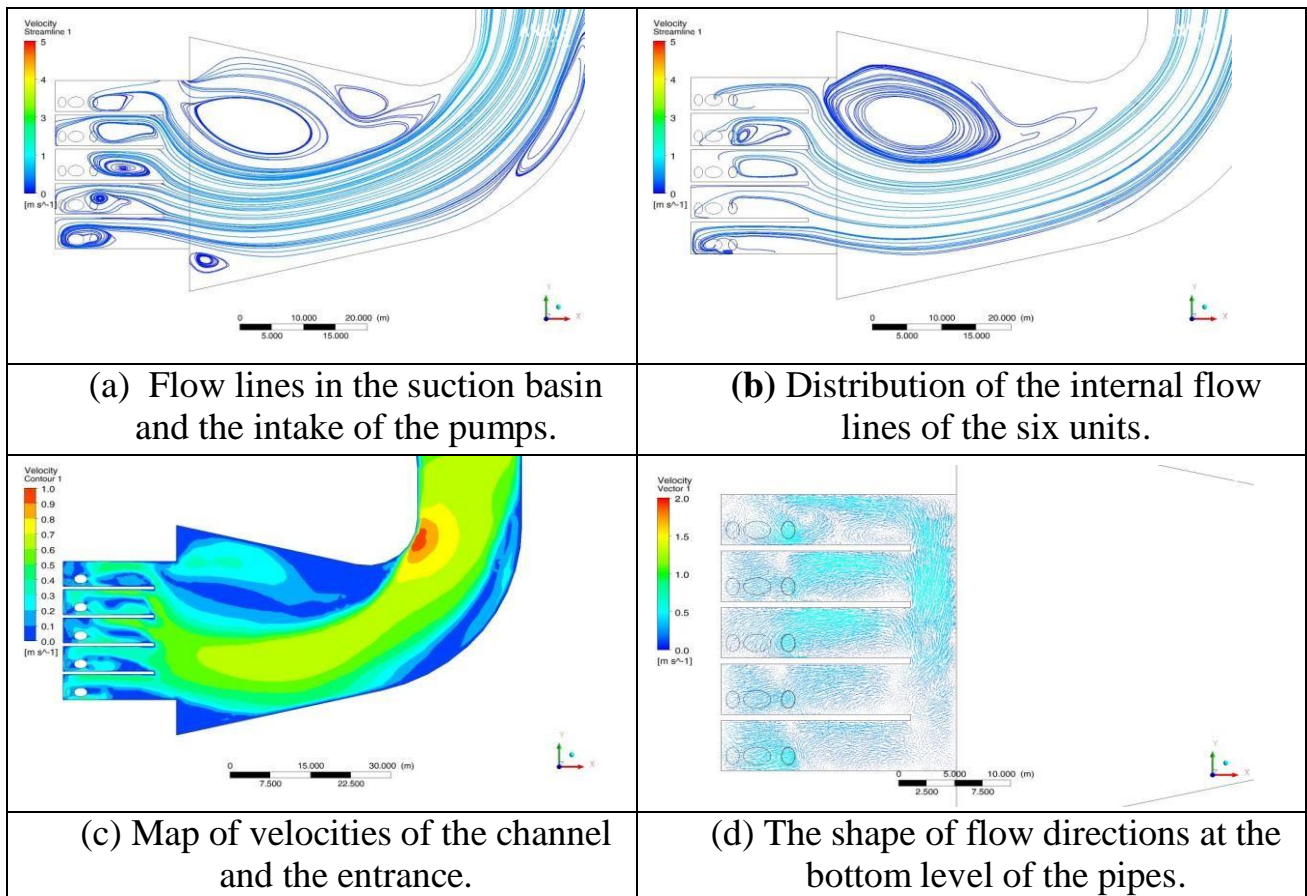 Velocity
Streamline 1
5
4
3
2
1
0
[m s^-1]
ANSYS
0 10.000 20.000 (m)
5.000 15.000
Y
X
Velocity
Streamline 1
5
4
3
2
1
0
[m s^-1]
0 10.000 20.000 (m)
5.000 15.000
Y
X
(a) Flow lines in the suction basin
and the intake of the pumps.
(b) Distribution of the internal flow
lines of the six units.
Velocity
Contour 1
1.0
0.9
0.8
0.7
0.6
0.5
0.4
0.3
0.2
0.1
0.0
[m s^-1]
0 15.000 30.000 (m)
7.500 22.500
Y
X
Velocity
Vector 1
2.0
1.5
1.0
0.5
0.0
[m s^-1]
0 5.000 10.000 (m)
2.500 7.500
Y
X
(c) Map of velocities of the channel
and the entrance.
(d) The shape of flow directions at the
bottom level of the pipes.